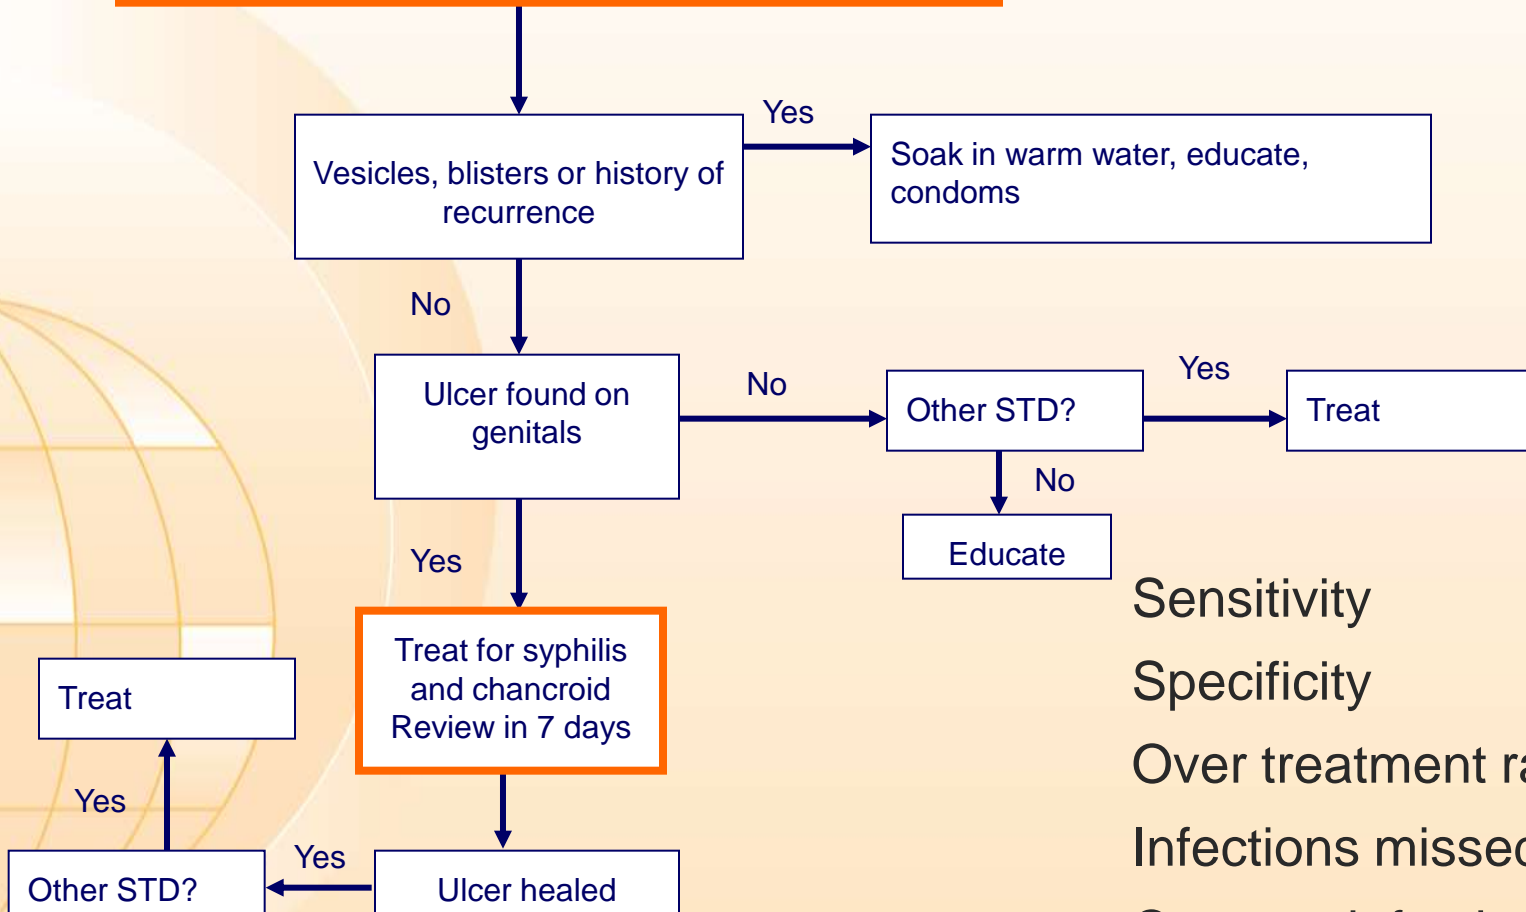 Yes
Vesicles, blisters or history of
recurrence
Soak in warm water, educate,
condoms
No
Ulcer found on
genitals
No
Other STD?
Yes
Treat
No
Educate
Yes
Treat for syphilis
and chancroid
Review in 7 days
Treat
Yes
Other STD?
Yes
Ulcer healed
Sensitivity
Specificity
Over treatment
Infections missed